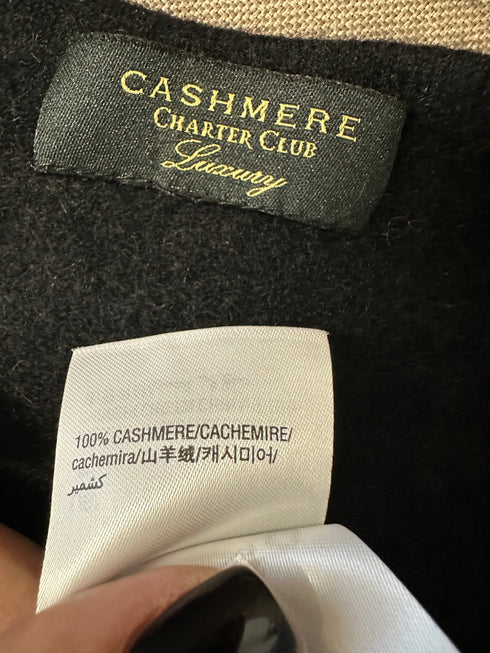 CASHMERE
CHARTER CLUB
Luxury
100% CASHMERE/CACHEMIRE/
cachemira/山羊绒/캐시미어/
كشمير